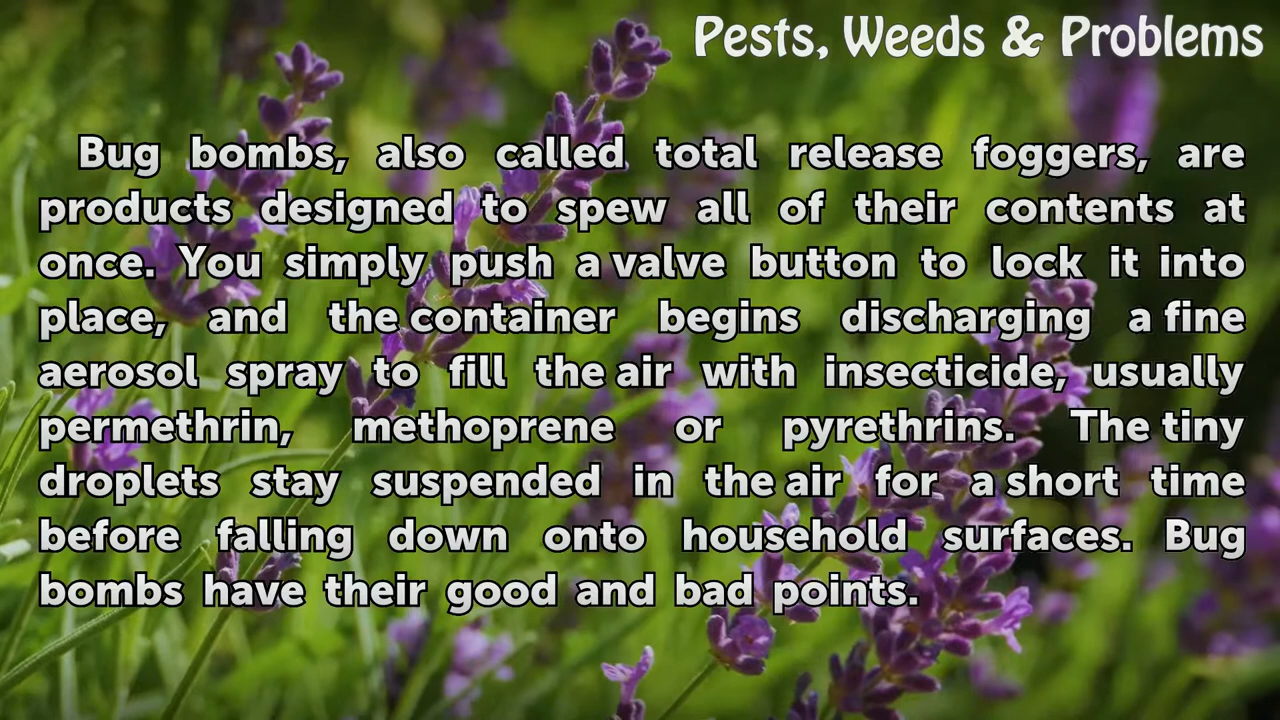 Pests, Weeds & Problems
Bug bombs, also called total release foggers, are
products designed to spew all of their contents at
once. You simply push a valve button to lock it into
place, and the container begins discharging a fine
aerosol spray to fill the air with insecticide, usually
permethrin, methoprene or pyrethrins. The tiny
droplets stay suspended in the air for a short time
before falling down onto household surfaces. Bug
bombs have their good and bad points.